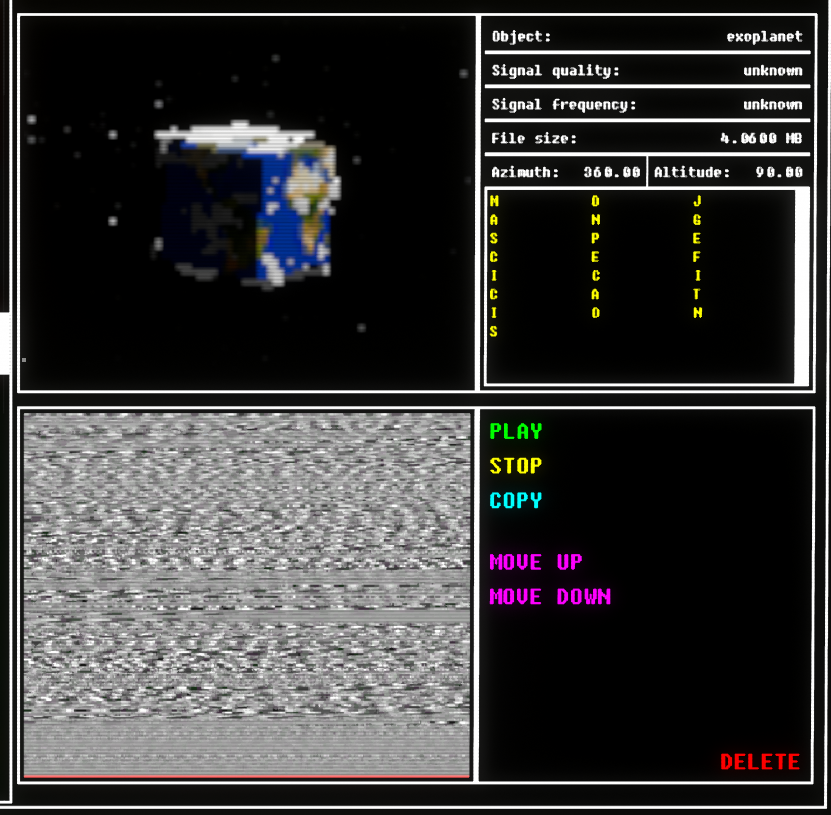 Object: exoplanet
Signal quality: unknown
Signal frequency: unknown
File size: 4.0600 MB
Azimuth: 360.00 Altitude: 90.00
M O J
A N G
S P E
C E F
I C I
C A T
I O N
S
PLAY
STOP
COPY
MOVE UP
MOVE DOWN
DELETE